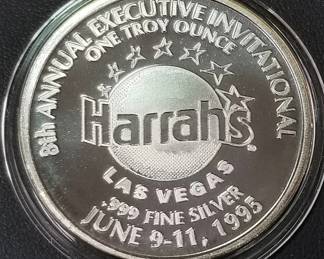 8th ANNUAL EXECUTIVE INVITATIONAL
ONE TROY OUNCE
Harrah's
LAS VEGAS
.999 FINE SILVER
JUNE 9-11, 1995